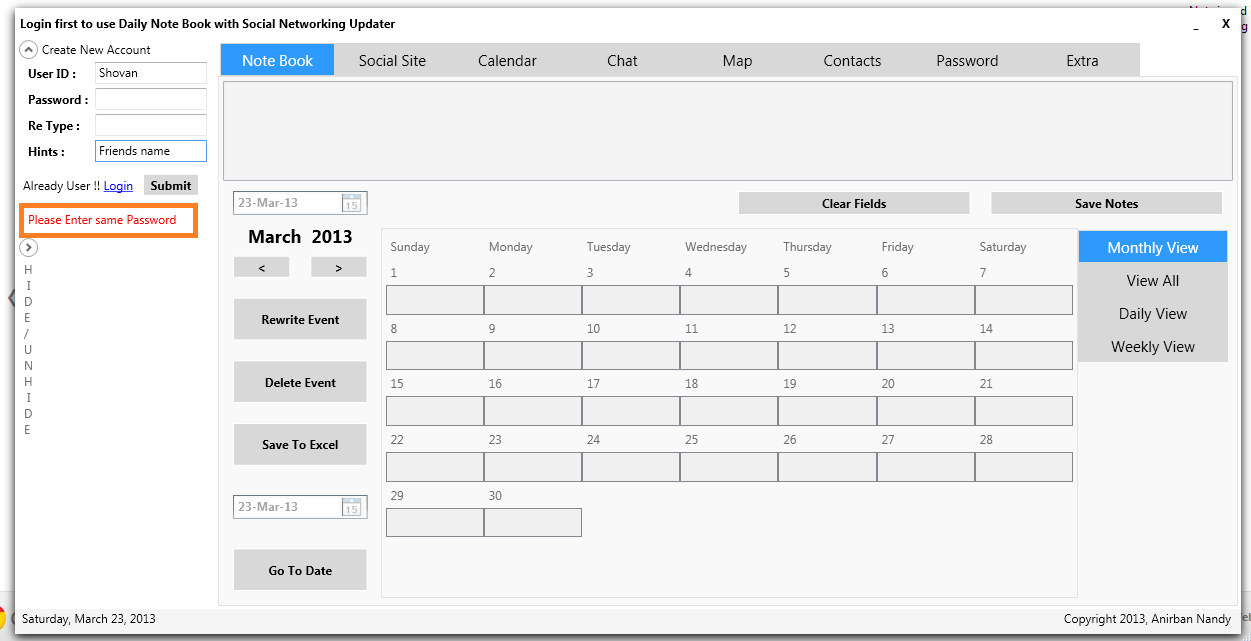 Login first to use Daily Note Book with Social Networking Updater
_ X
Create New Account
User ID : Shovan
Password :
Re Type :
Hints : Friends name
Already User !! Login Submit
Please Enter same Password
H
I
D
E
/
U
N
H
I
D
E
Note Book Social Site Calendar Chat Map Contacts Password Extra
23-Mar-13 15 Clear Fields Save Notes
March 2013
< >
Rewrite Event
Delete Event
Save To Excel
23-Mar-13 15
Go To Date
Sunday Monday Tuesday Wednesday Thursday Friday Saturday
1 2 3 4 5 6 7
8 9 10 11 12 13 14
15 16 17 18 19 20 21
22 23 24 25 26 27 28
29 30
Monthly View
View All
Daily View
Weekly View
Saturday, March 23, 2013 Copyright 2013, Anirban Nandy